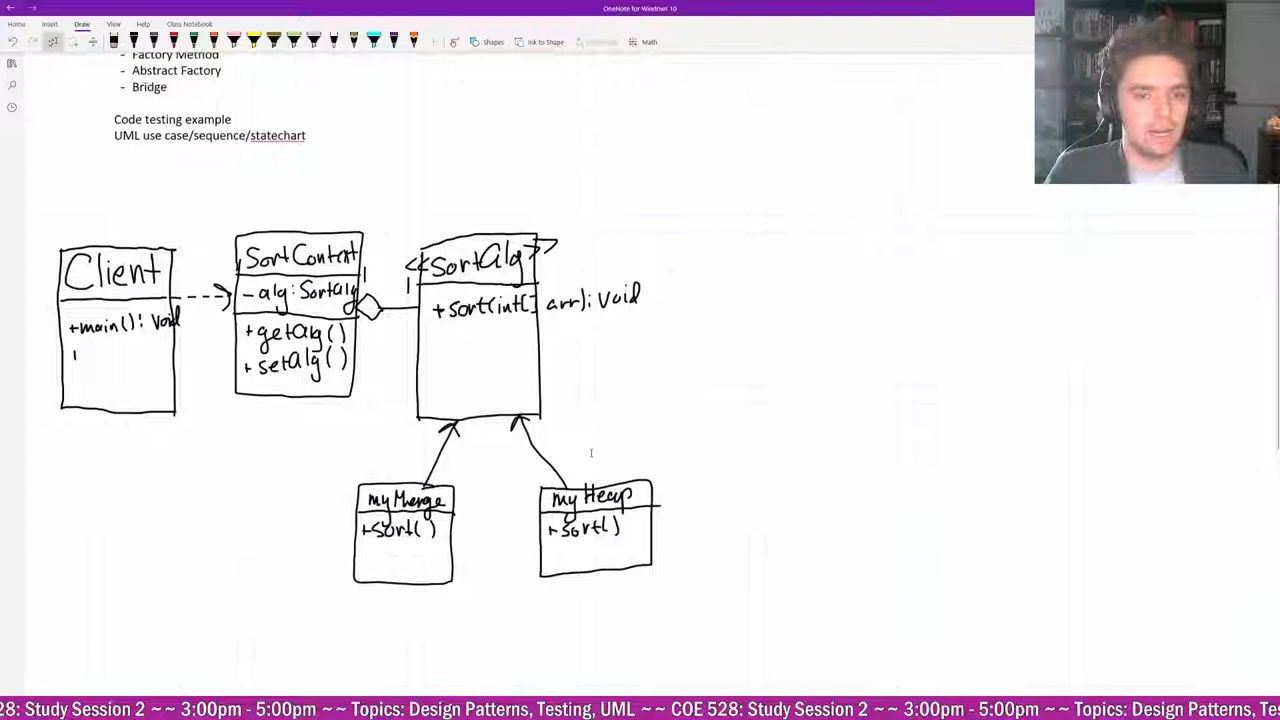 OneNote for Windows 10
Home Insert Draw View Help Class Notebook
Shapes Ink to Shape Math
- Factory Method
- Abstract Factory
- Bridge
Code testing example
UML use case/sequence/statechart
Client
+main(): void
SortContext
-alg: SortAlg
+getAlg()
+setAlg()
1
1
<<SortAlg>>
+sort(int[] arr): void
myMerge
+sort()
myHeap
+sort()
28: Study Session 2 ~~ 3:00pm - 5:00pm ~~ Topics: Design Patterns, Testing, UML ~~ COE 528: Study Session 2 ~~ 3:00pm - 5:00pm ~~ Topics: Design Patterns, Te